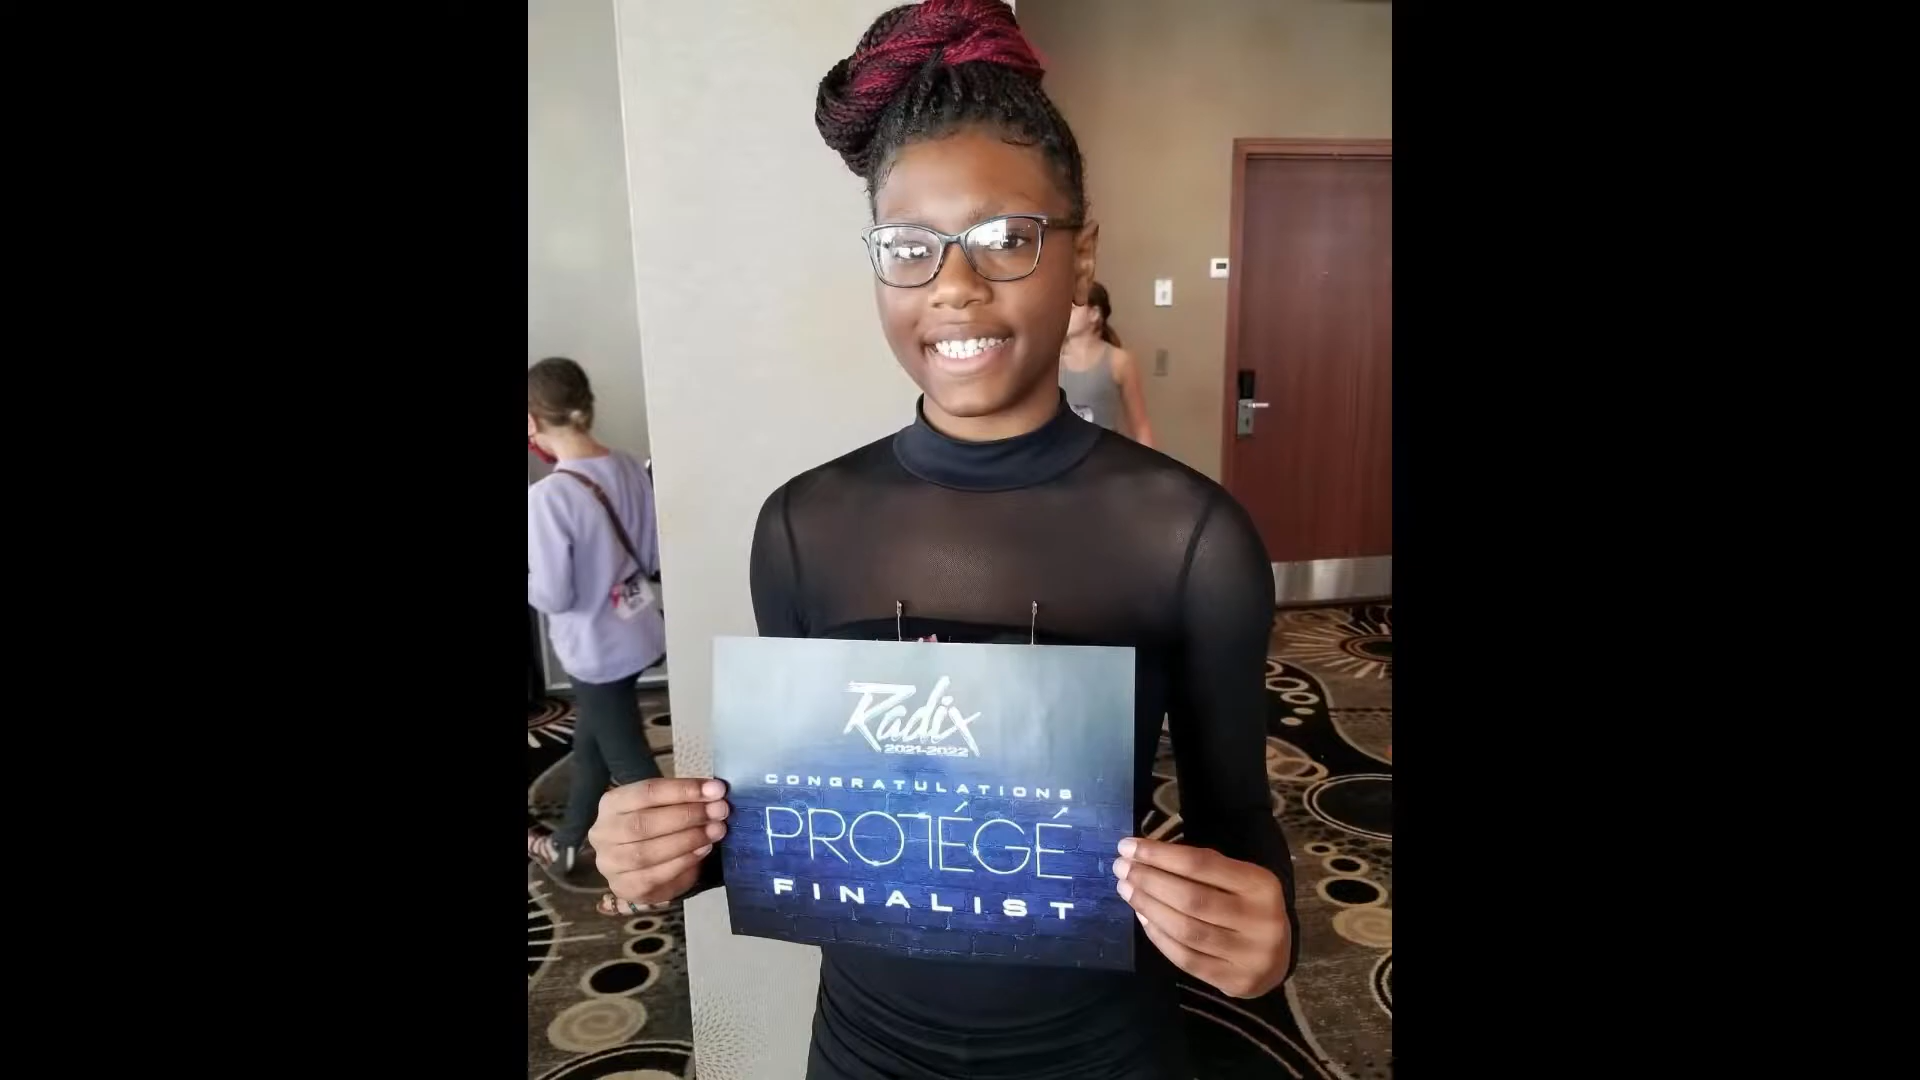 Radix
2021-2022
CONGRATULATIONS
PROTÉGÉ
FINALIST